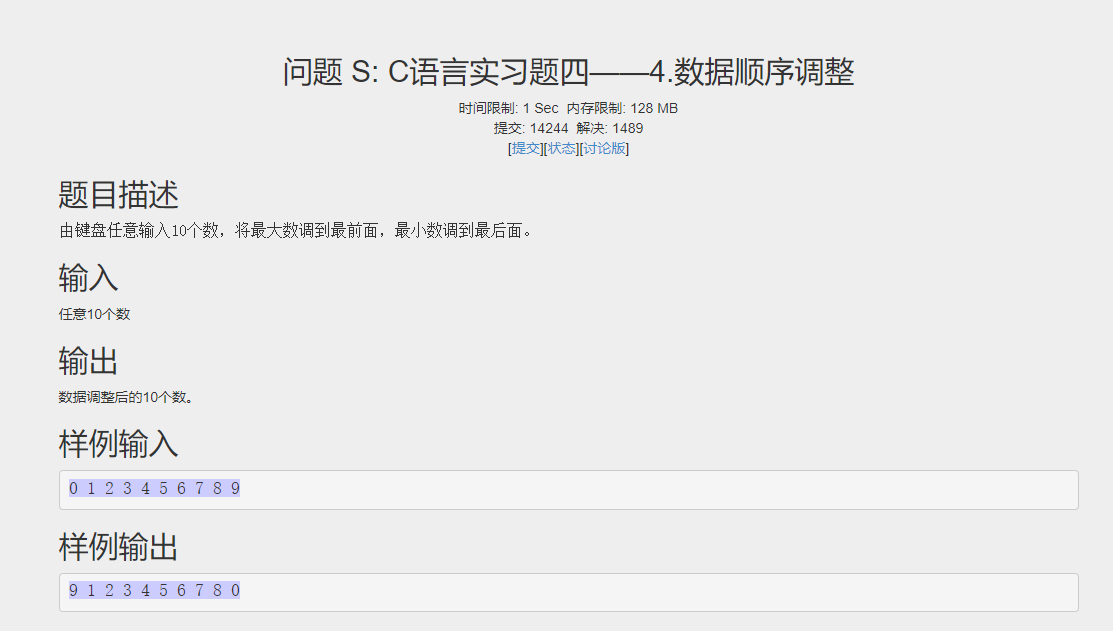 问题 S: C语言实习题四——4.数据顺序调整
时间限制: 1 Sec 内存限制: 128 MB
提交: 14244 解决: 1489
[提交][状态][讨论版]
题目描述
由键盘任意输入10个数，将最大数调到最前面，最小数调到最后面。
输入
任意10个数
输出
数据调整后的10个数。
样例输入
0 1 2 3 4 5 6 7 8 9
样例输出
9 1 2 3 4 5 6 7 8 0